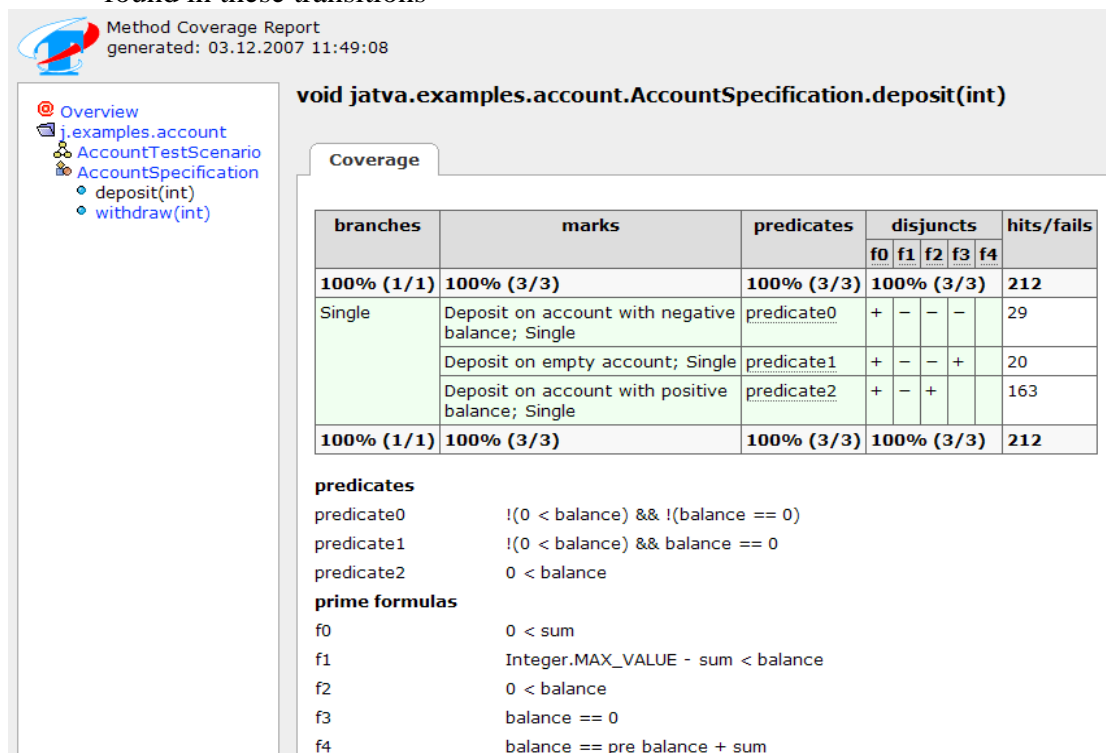 found in these transitions
Method Coverage Report
generated: 03.12.2007 11:49:08
Overview
j.examples.account
AccountTestScenario
AccountSpecification
deposit(int)
withdraw(int)
void jatva.examples.account.AccountSpecification.deposit(int)
Coverage
branches marks predicates disjuncts hits/fails
f0 f1 f2 f3 f4
100% (1/1) 100% (3/3) 100% (3/3) 100% (3/3) 212
Single Deposit on account with negative predicate0 + − − − 29
balance; Single
Deposit on empty account; Single predicate1 + − − + 20
Deposit on account with positive predicate2 + − + 163
balance; Single
100% (1/1) 100% (3/3) 100% (3/3) 100% (3/3) 212
predicates
predicate0 !(0 < balance) && !(balance == 0)
predicate1 !(0 < balance) && balance == 0
predicate2 0 < balance
prime formulas
f0 0 < sum
f1 Integer.MAX_VALUE - sum < balance
f2 0 < balance
f3 balance == 0
f4 balance == pre balance + sum